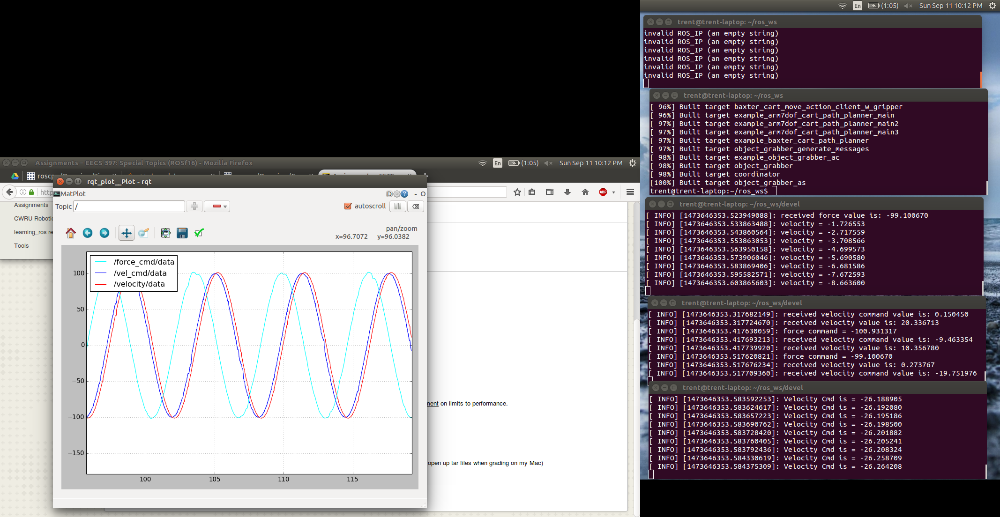 Assignments – EECS 397: Special Topics (ROSf16) - Mozilla Firefox
En
(1:05)
Sun Sep 11 10:12 PM
rqt_plot__Plot - rqt
MatPlot
D
- O
Topic
/
autoscroll
ABP
Assignments
CWRU Robotic
learning_ros re
Tools
pan/zoom
x=96.7072 y=96.0382
/force_cmd/data
/vel_cmd/data
/velocity/data
100
50
0
−50
−100
−150
100 105 110 115
on limits to performance.
open up tar files when grading on my Mac)
En
(1:05)
Sun Sep 11 10:12 PM
trent@trent-laptop: ~/ros_ws
invalid ROS_IP (an empty string)
invalid ROS_IP (an empty string)
invalid ROS_IP (an empty string)
invalid ROS_IP (an empty string)
invalid ROS_IP (an empty string)
invalid ROS_IP (an empty string)
trent@trent-laptop: ~/ros_ws
[ 96%] Built target baxter_cart_move_action_client_w_gripper
[ 96%] Built target example_arm7dof_cart_path_planner_main
[ 97%] Built target example_arm7dof_cart_path_planner_main2
[ 97%] Built target example_arm7dof_cart_path_planner_main3
[ 97%] Built target example_baxter_cart_path_planner
[ 97%] Built target object_grabber_generate_messages
[ 98%] Built target example_object_grabber_ac
[ 98%] Built target object_grabber
[ 98%] Built target coordinator
[100%] Built target object_grabber_as
trent@trent-laptop:~/ros_ws$
trent@trent-laptop: ~/ros_ws/devel
[ INFO] [1473646353.523949088]: received force value is: -99.100670
[ INFO] [1473646353.533863488]: velocity = -1.726553
[ INFO] [1473646353.543860564]: velocity = -2.717559
[ INFO] [1473646353.553863053]: velocity = -3.708566
[ INFO] [1473646353.563950158]: velocity = -4.699573
[ INFO] [1473646353.573906046]: velocity = -5.690580
[ INFO] [1473646353.583869406]: velocity = -6.681586
[ INFO] [1473646353.595582571]: velocity = -7.672593
[ INFO] [1473646353.603865603]: velocity = -8.663600
trent@trent-laptop: ~/ros_ws/devel
[ INFO] [1473646353.317682149]: received velocity command value is: 0.150450
[ INFO] [1473646353.317724670]: received velocity value is: 20.336713
[ INFO] [1473646353.417630059]: force command = -100.931317
[ INFO] [1473646353.417693213]: received velocity command value is: -9.463354
[ INFO] [1473646353.417739920]: received velocity value is: 10.356780
[ INFO] [1473646353.517620821]: force command = -99.100670
[ INFO] [1473646353.517676234]: received velocity value is: 0.273767
[ INFO] [1473646353.517709360]: received velocity command value is: -19.751976
trent@trent-laptop: ~/ros_ws/devel
[ INFO] [1473646353.583592253]: Velocity Cmd is = -26.188905
[ INFO] [1473646353.583624617]: Velocity Cmd is = -26.192080
[ INFO] [1473646353.583657223]: Velocity Cmd is = -26.195186
[ INFO] [1473646353.583690762]: Velocity Cmd is = -26.198500
[ INFO] [1473646353.583728420]: Velocity Cmd is = -26.201882
[ INFO] [1473646353.583760405]: Velocity Cmd is = -26.205241
[ INFO] [1473646353.583792436]: Velocity Cmd is = -26.208324
[ INFO] [1473646353.584330619]: Velocity Cmd is = -26.258709
[ INFO] [1473646353.584375309]: Velocity Cmd is = -26.264208